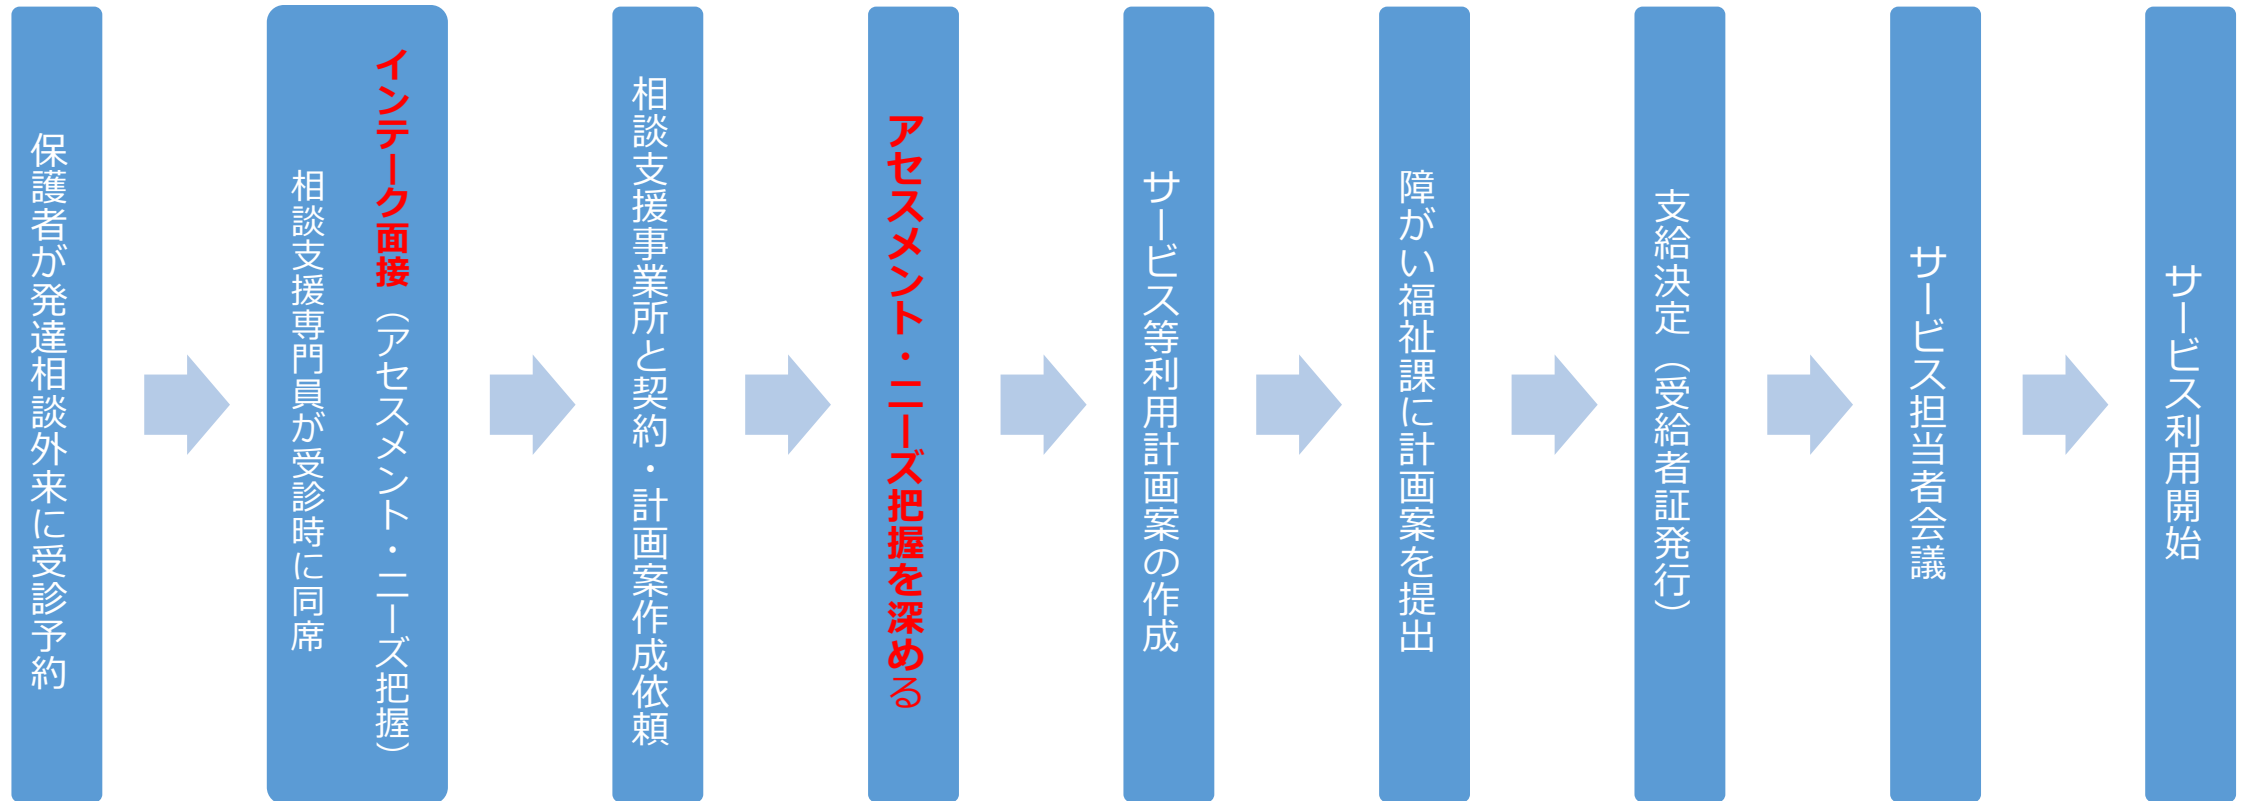 保護者が発達相談外来に受診予約
インテーク面接（アセスメント・ニーズ把握）
相談支援専門員が受診時に同席
相談支援事業所と契約・計画案作成依頼
アセスメント・ニーズ把握を深める
サービス等利用計画案の作成
障がい福祉課に計画案を提出
支給決定（受給者証発行）
サービス担当者会議
サービス利用開始